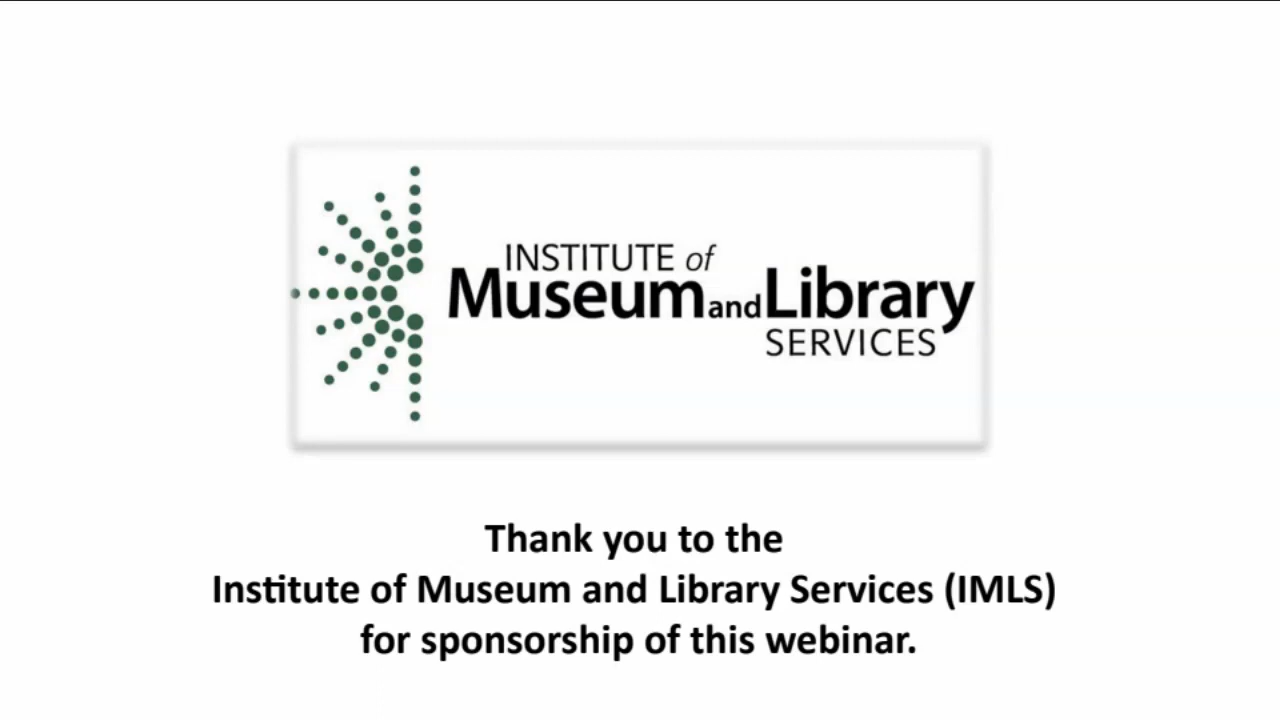 INSTITUTE of
Museum and Library
SERVICES
Thank you to the
Institute of Museum and Library Services (IMLS)
for sponsorship of this webinar.